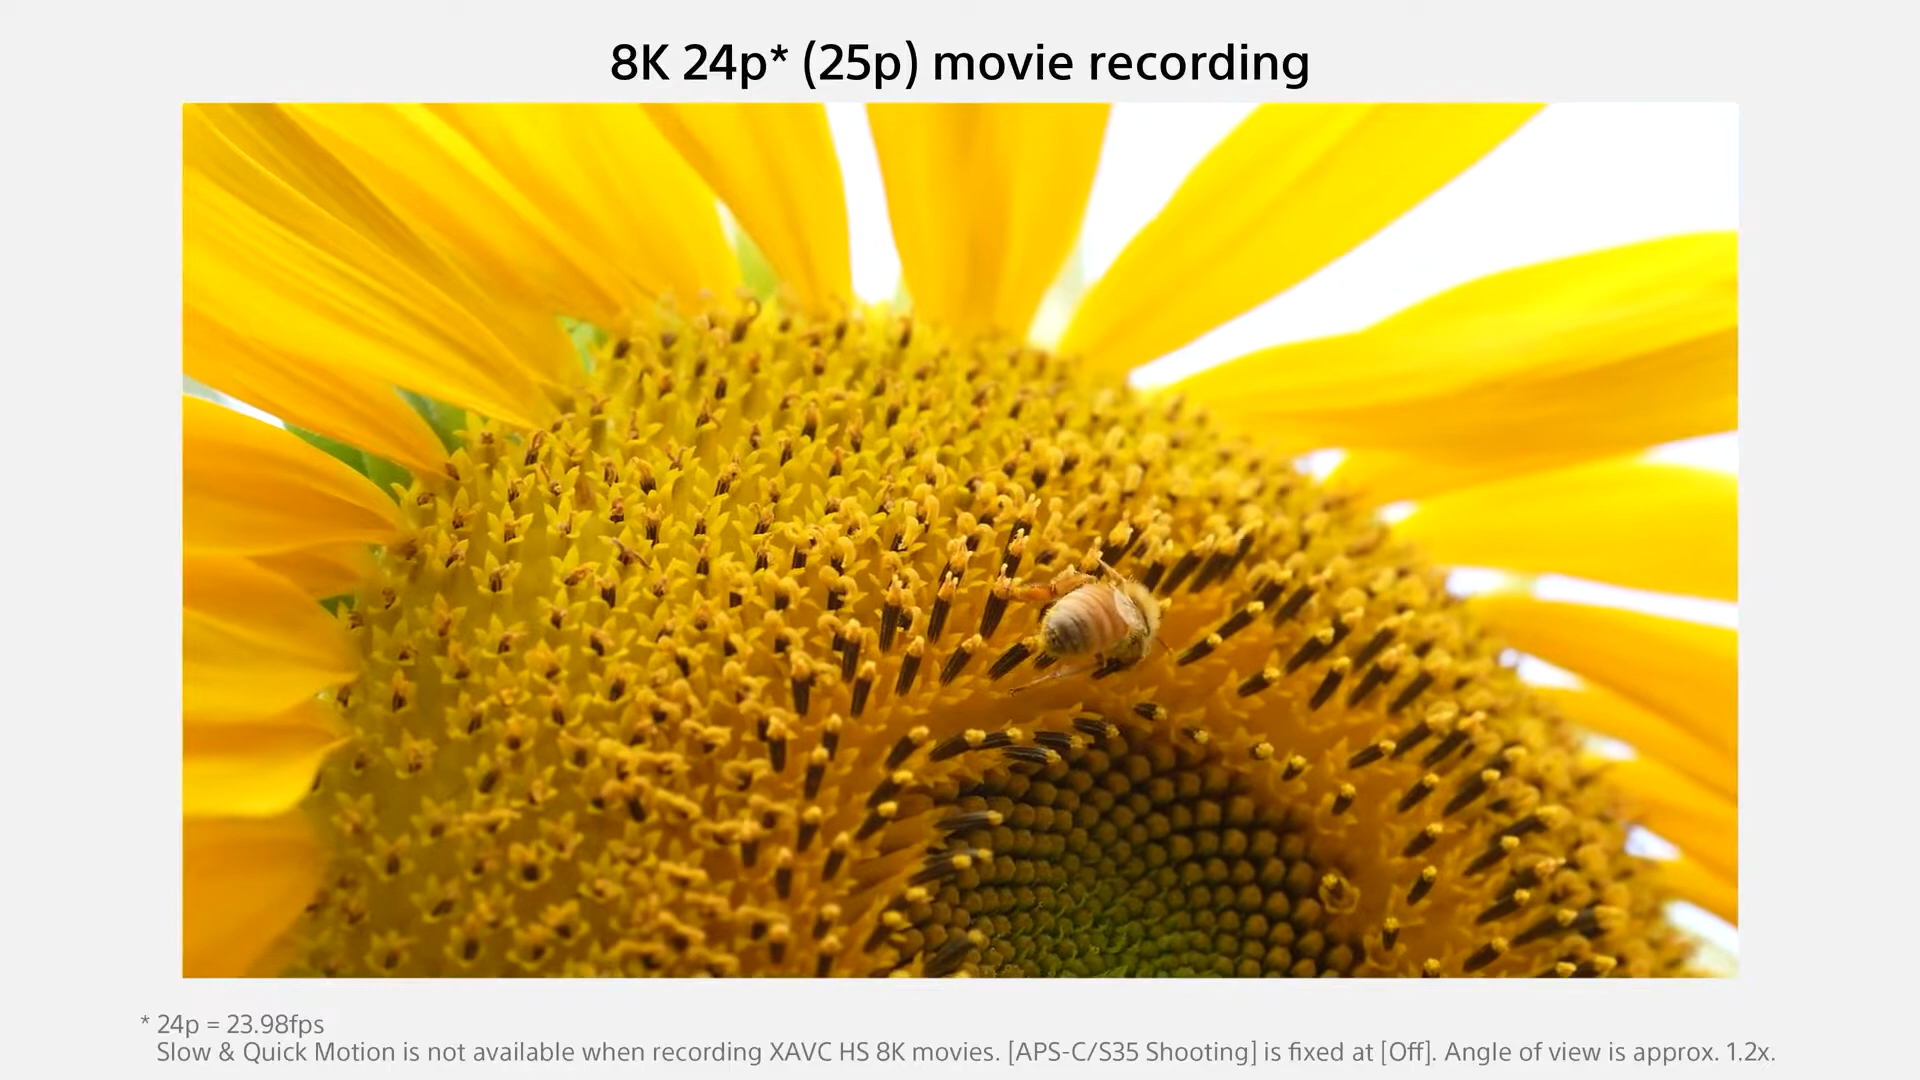 8K 24p* (25p) movie recording
* 24p = 23.98fps
Slow & Quick Motion is not available when recording XAVC HS 8K movies. [APS-C/S35 Shooting] is fixed at [Off]. Angle of view is approx. 1.2x.